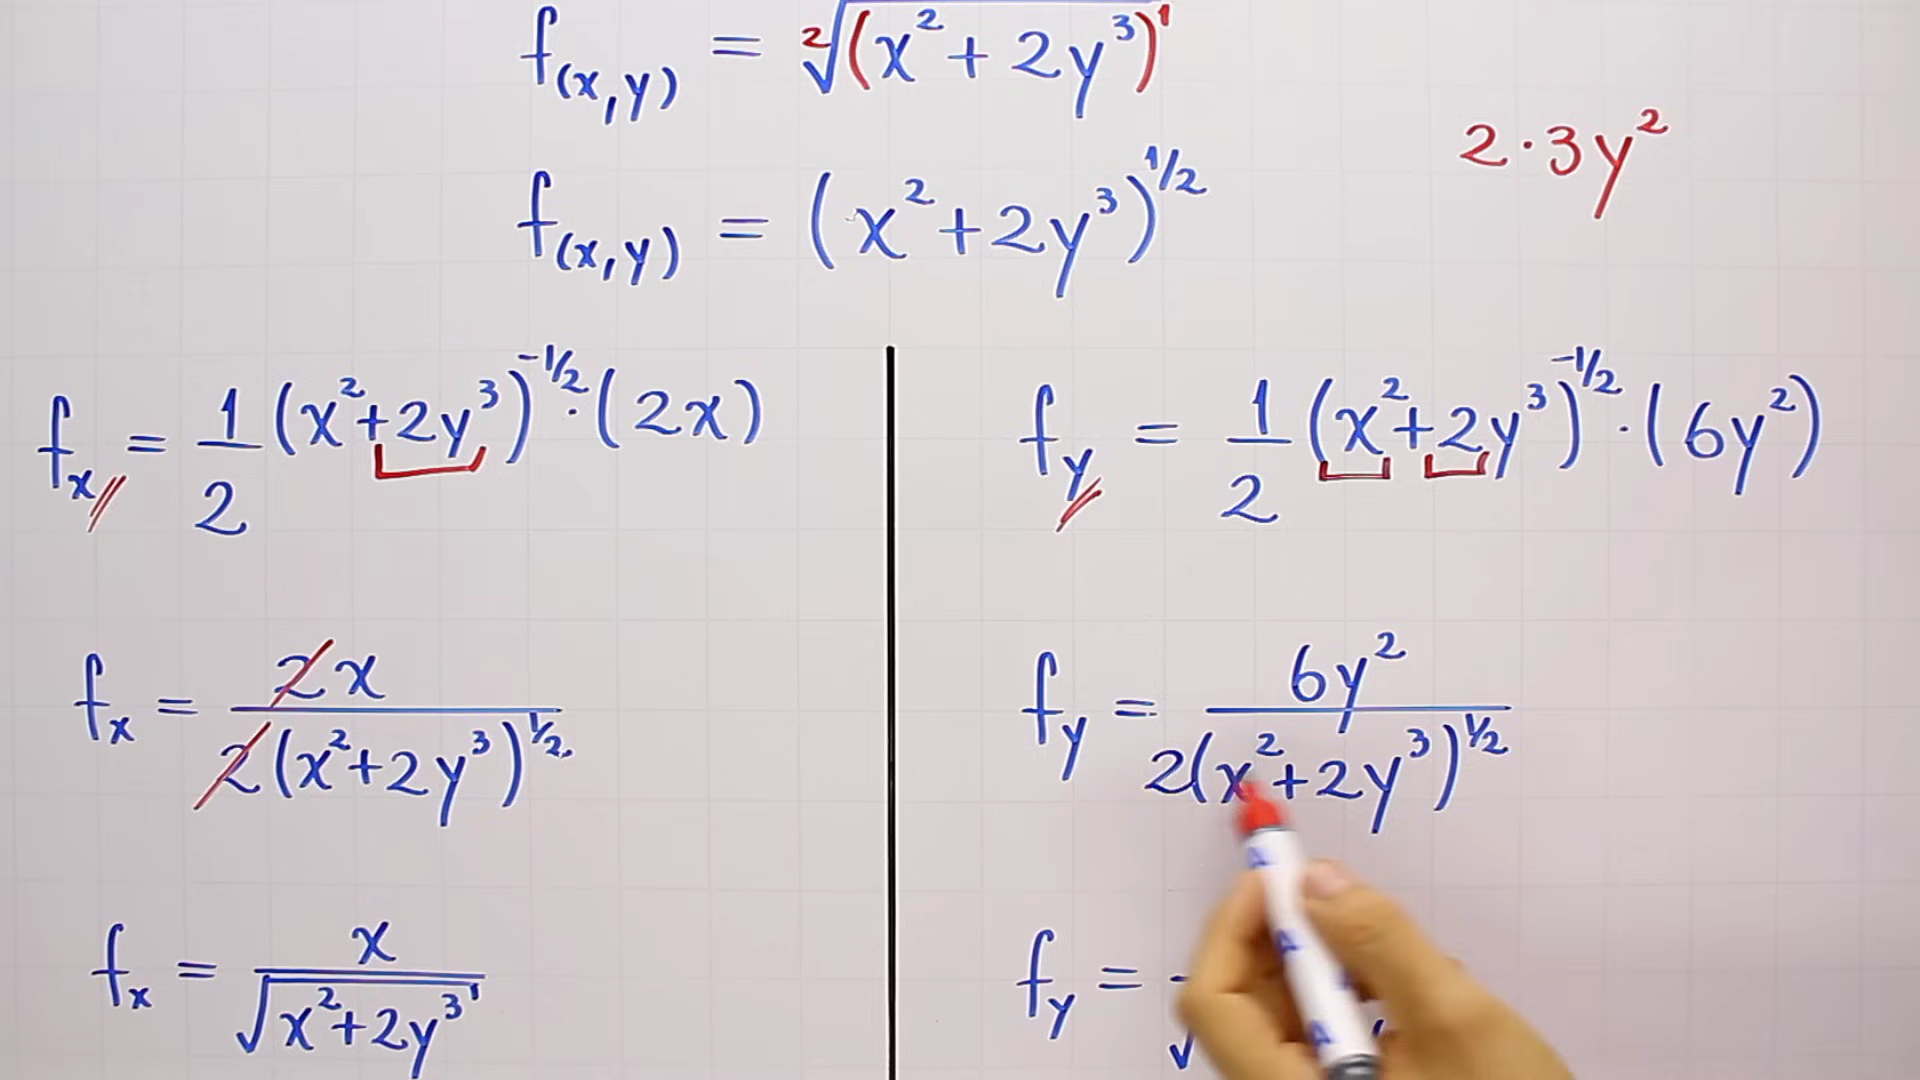 f(x,y) = ²√(x² + 2y³)¹
2 · 3y²
f(x,y) = (x² + 2y³)^1/2
fx = 1/2 (x² + 2y³)^-1/2 · (2x)
fy = 1/2 (x² + 2y³)^-1/2 · (6y²)
fx = 2x / 2(x² + 2y³)^1/2
fy = 6y² / 2(x² + 2y³)^1/2
fx = x / √x² + 2y³
fy =